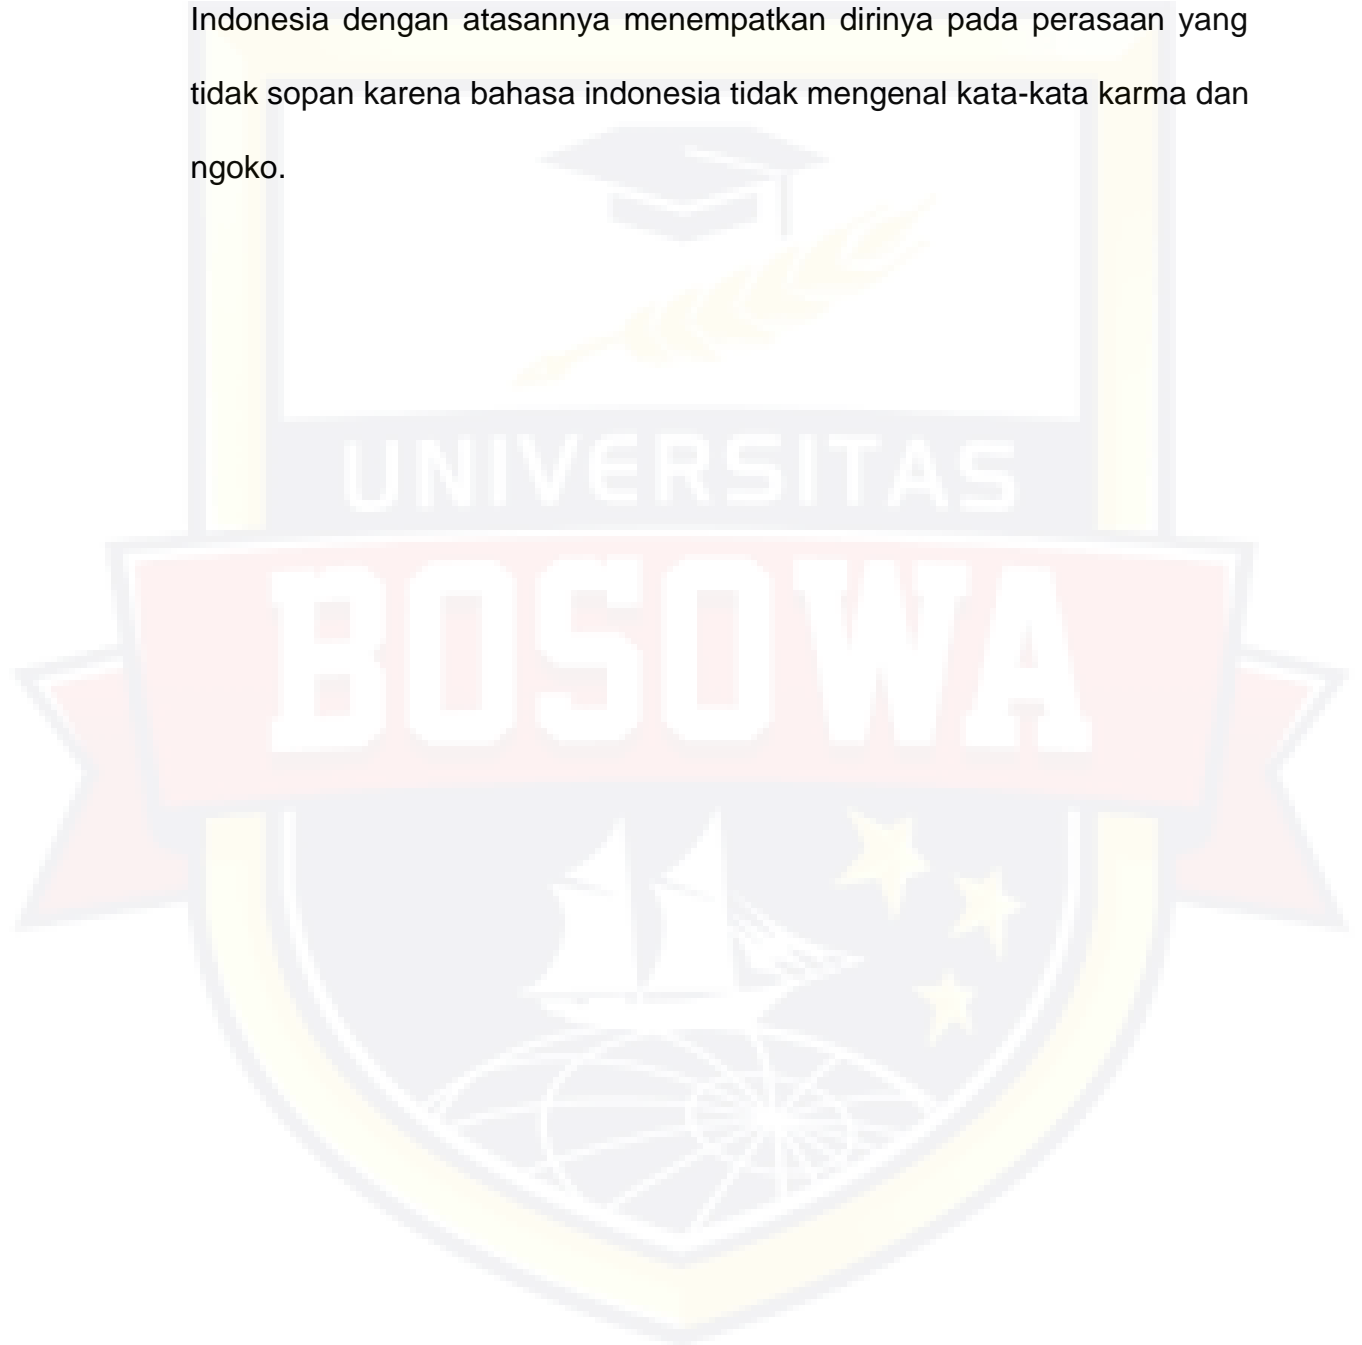 Indonesia dengan atasannya menempatkan dirinya pada perasaan yang
tidak sopan karena bahasa indonesia tidak mengenal kata-kata karma dan
ngoko.
UNIVERSITAS
BOSOWA